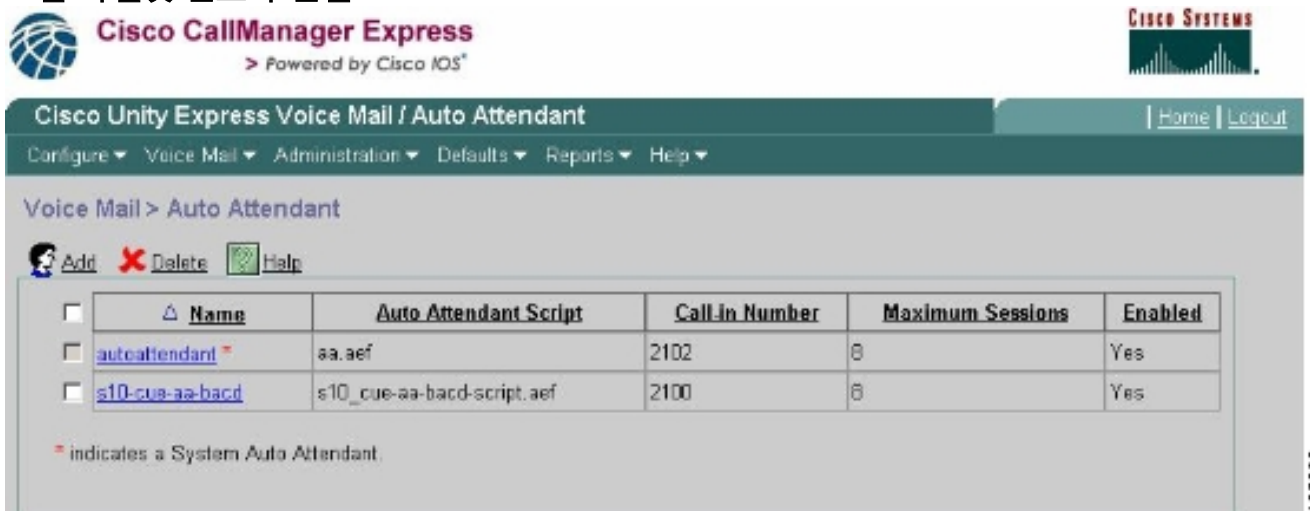 Cisco CallManager Express
> Powered by Cisco IOS
CISCO SYSTEMS
Cisco Unity Express Voice Mail / Auto Attendant
| Home | Logout
Configure Voice Mail Administration Defaults Reports Help
Voice Mail > Auto Attendant
Add Delete Help
Name Auto Attendant Script Call-in Number Maximum Sessions Enabled
autoattendant * aa.aef 2102 8 Yes
s10-cue-aa-bacd s10_cue-aa-bacd-script.aef 2100 8 Yes
* indicates a System Auto Attendant.